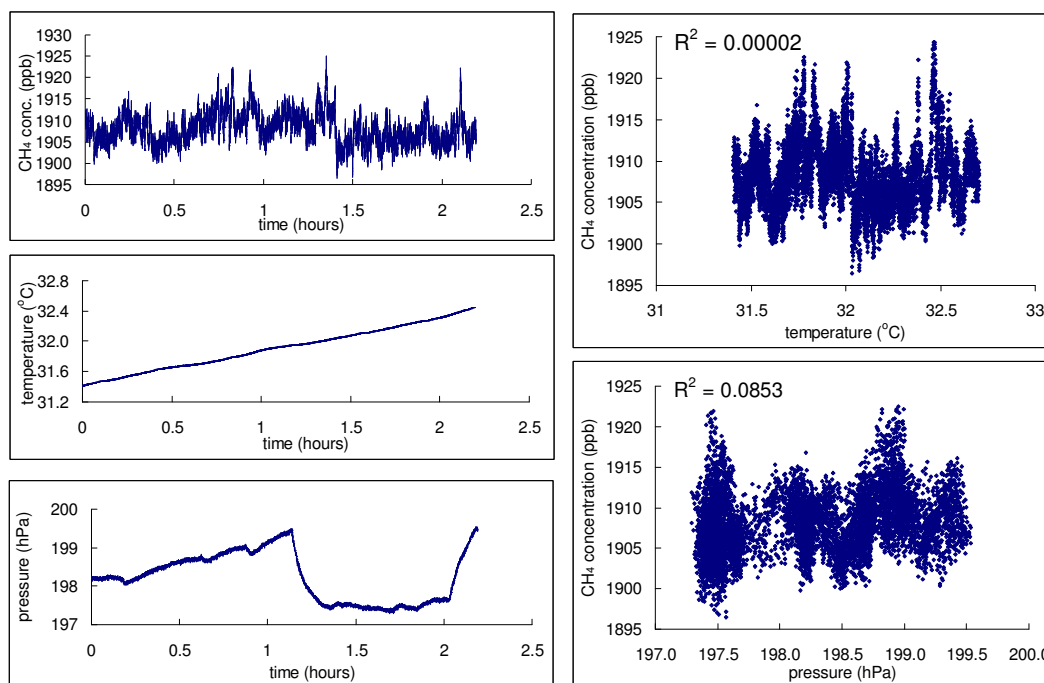 1930
1925
1920
1915
1910
1905
1900
1895
CH4 conc. (ppb)
0 0.5 1 1.5 2 2.5
time (hours)
32.8
32.4
32.0
31.6
31.2
temperature (°C)
0 0.5 1 1.5 2 2.5
time (hours)
200
199
198
197
pressure (hPa)
0 0.5 1 1.5 2 2.5
time (hours)
R² = 0.00002
1925
1920
1915
1910
1905
1900
1895
CH4 concentration (ppb)
31 31.5 32 32.5 33
temperature (°C)
R² = 0.0853
1925
1920
1915
1910
1905
1900
1895
CH4 concentration (ppb)
197.0 197.5 198.0 198.5 199.0 199.5 200.0
pressure (hPa)